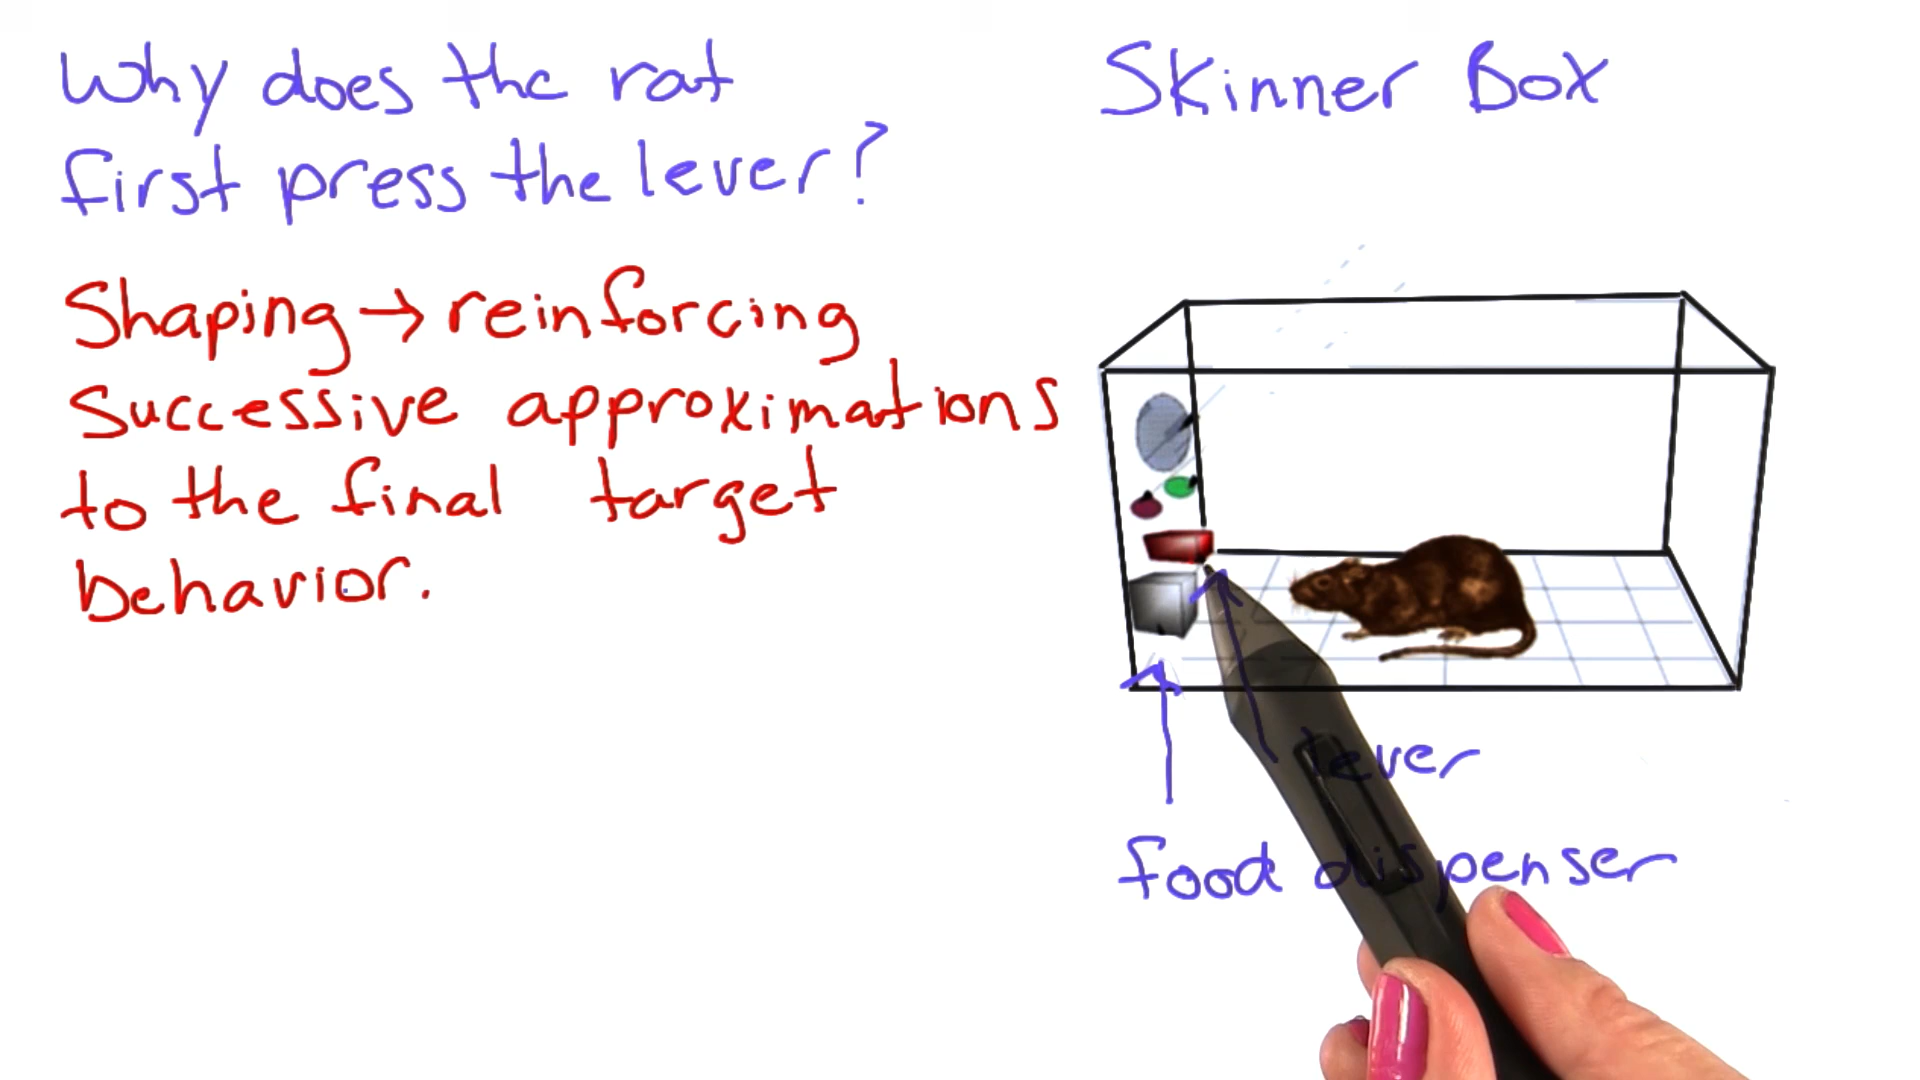 Why does the rat
first press the lever?
Shaping → reinforcing
successive approximations
to the final target
behavior.
Skinner Box
lever
food dispenser